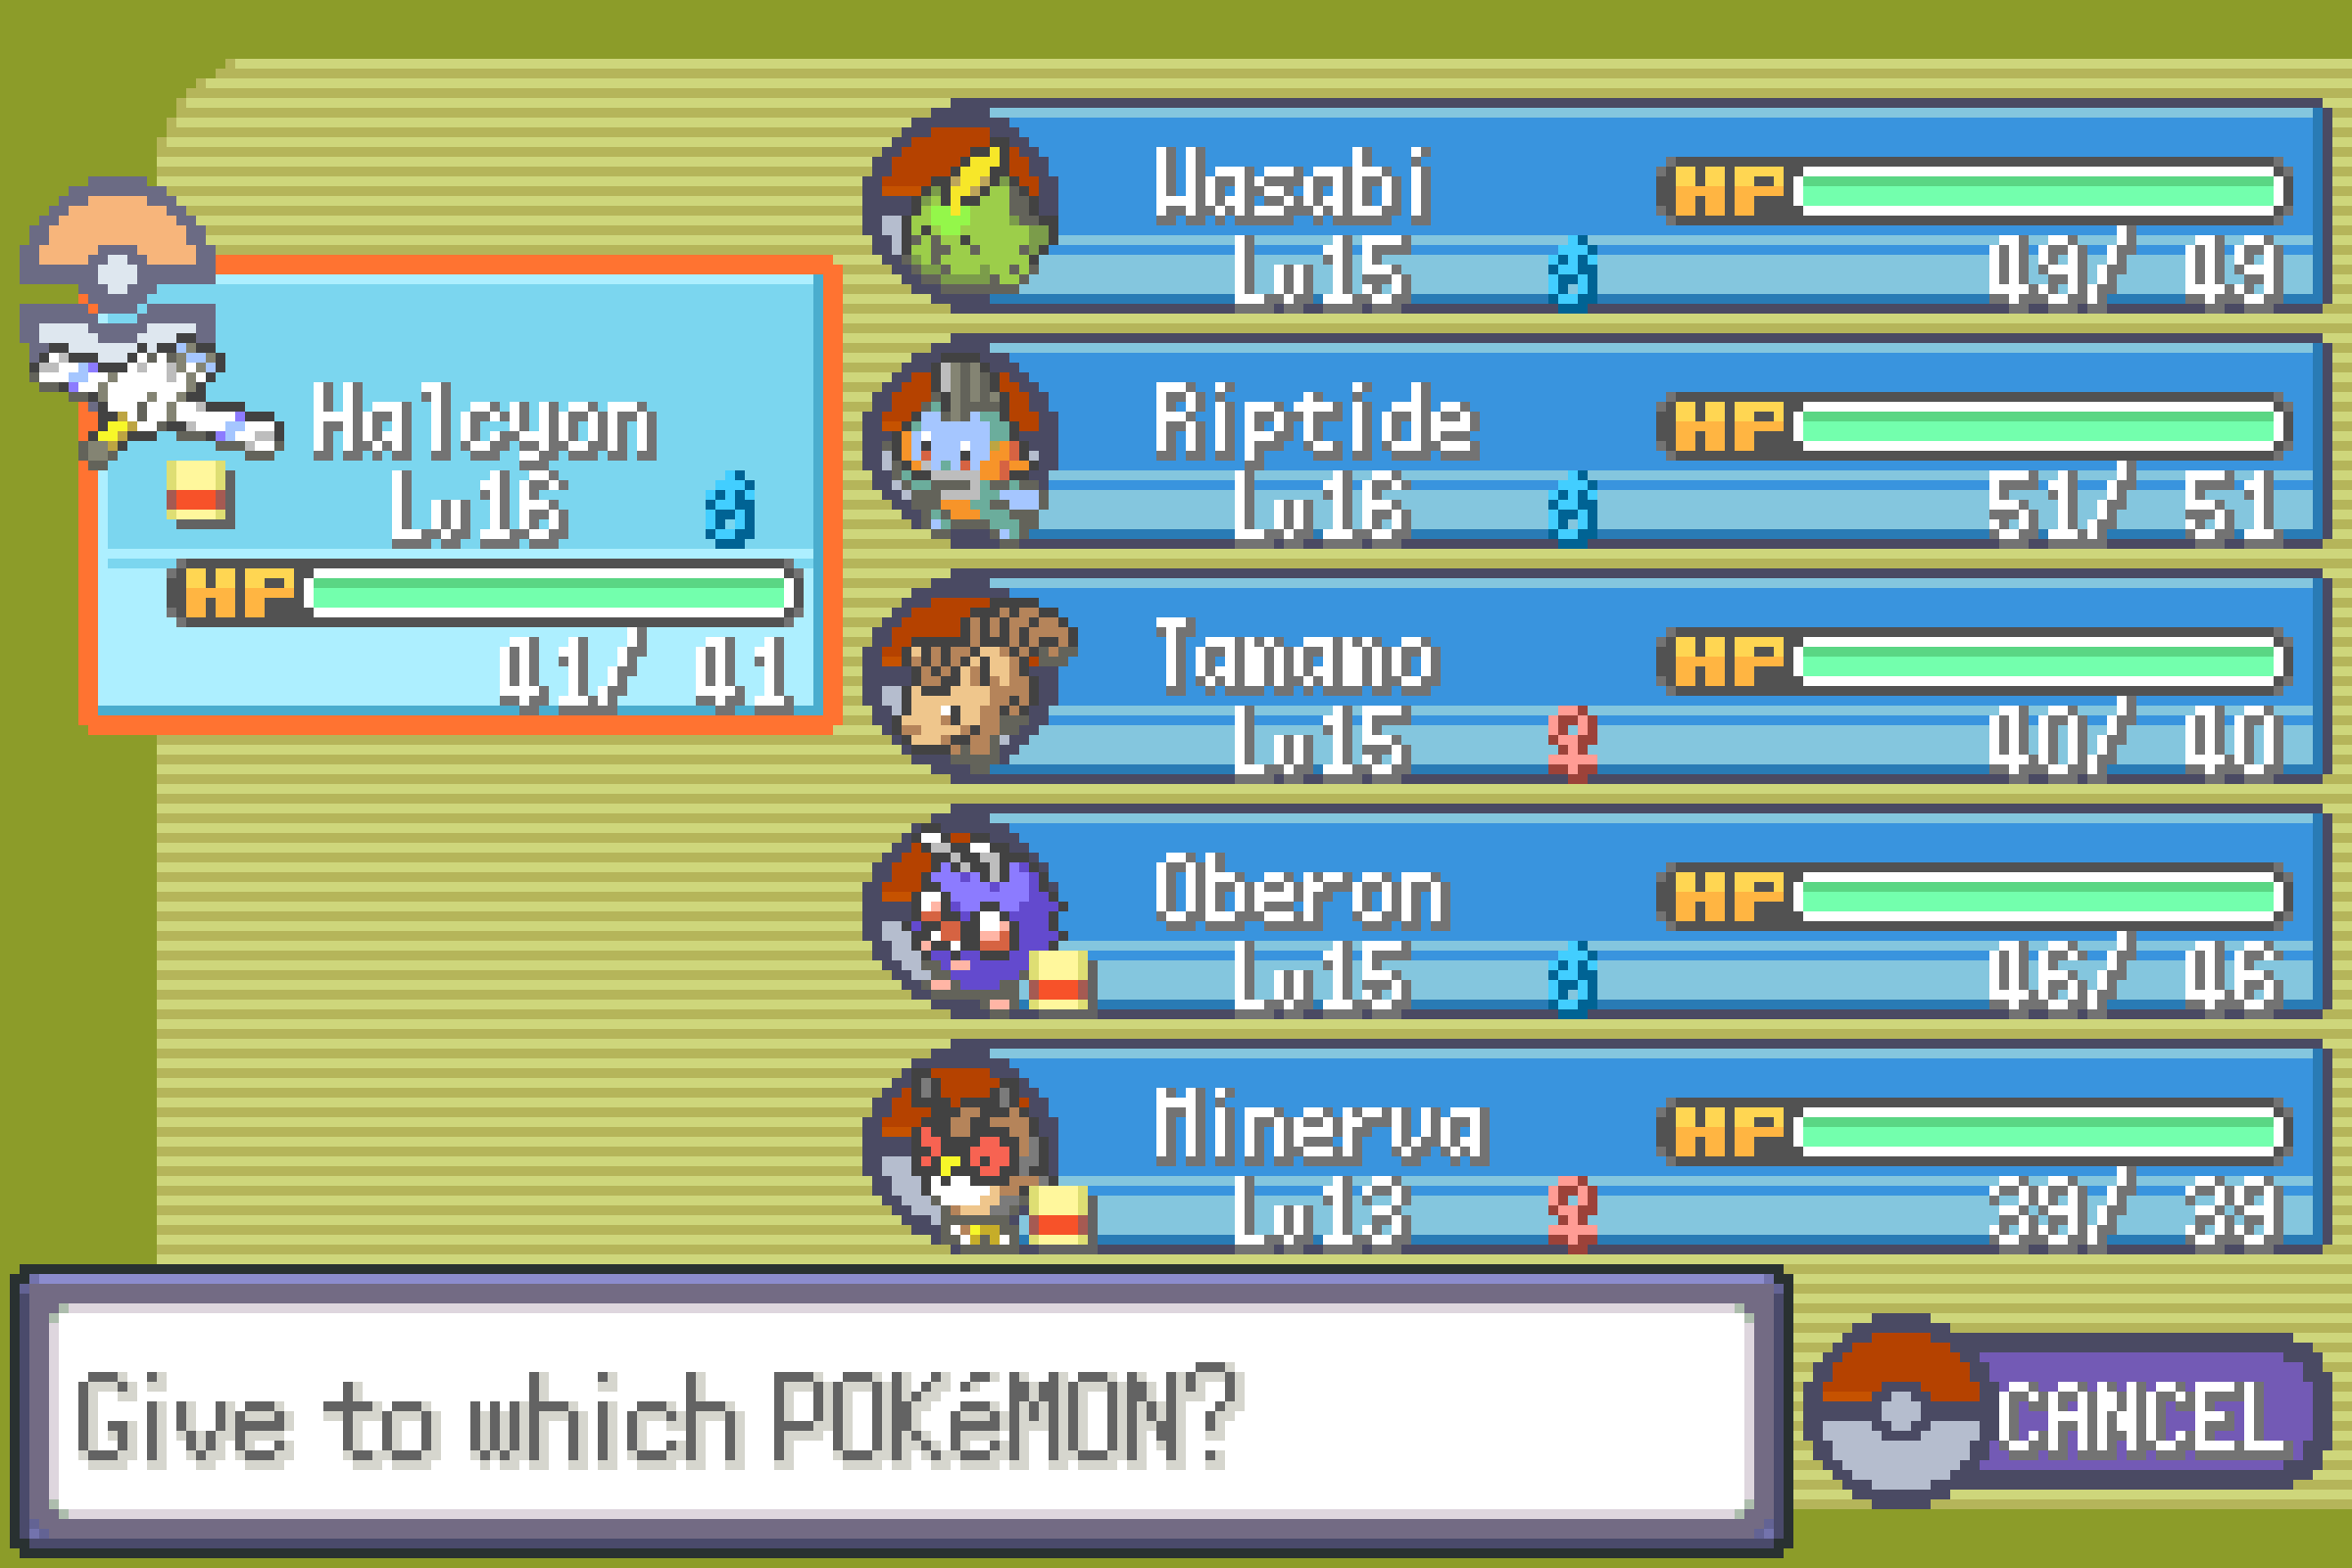 Halcyon
Lv16 ♂
HP
41/ 41
Wasabi HP
Lv15 ♂ 49/ 49
Riptide HP
Lv16 ♂ 51/ 51
Tamamo HP
Lv15 ♀ 40/ 40
Oberon HP
Lv15 ♂ 46/ 46
Minerva HP
Lv13 ♀ 39/ 39
Give to which POKéMON?
CANCEL